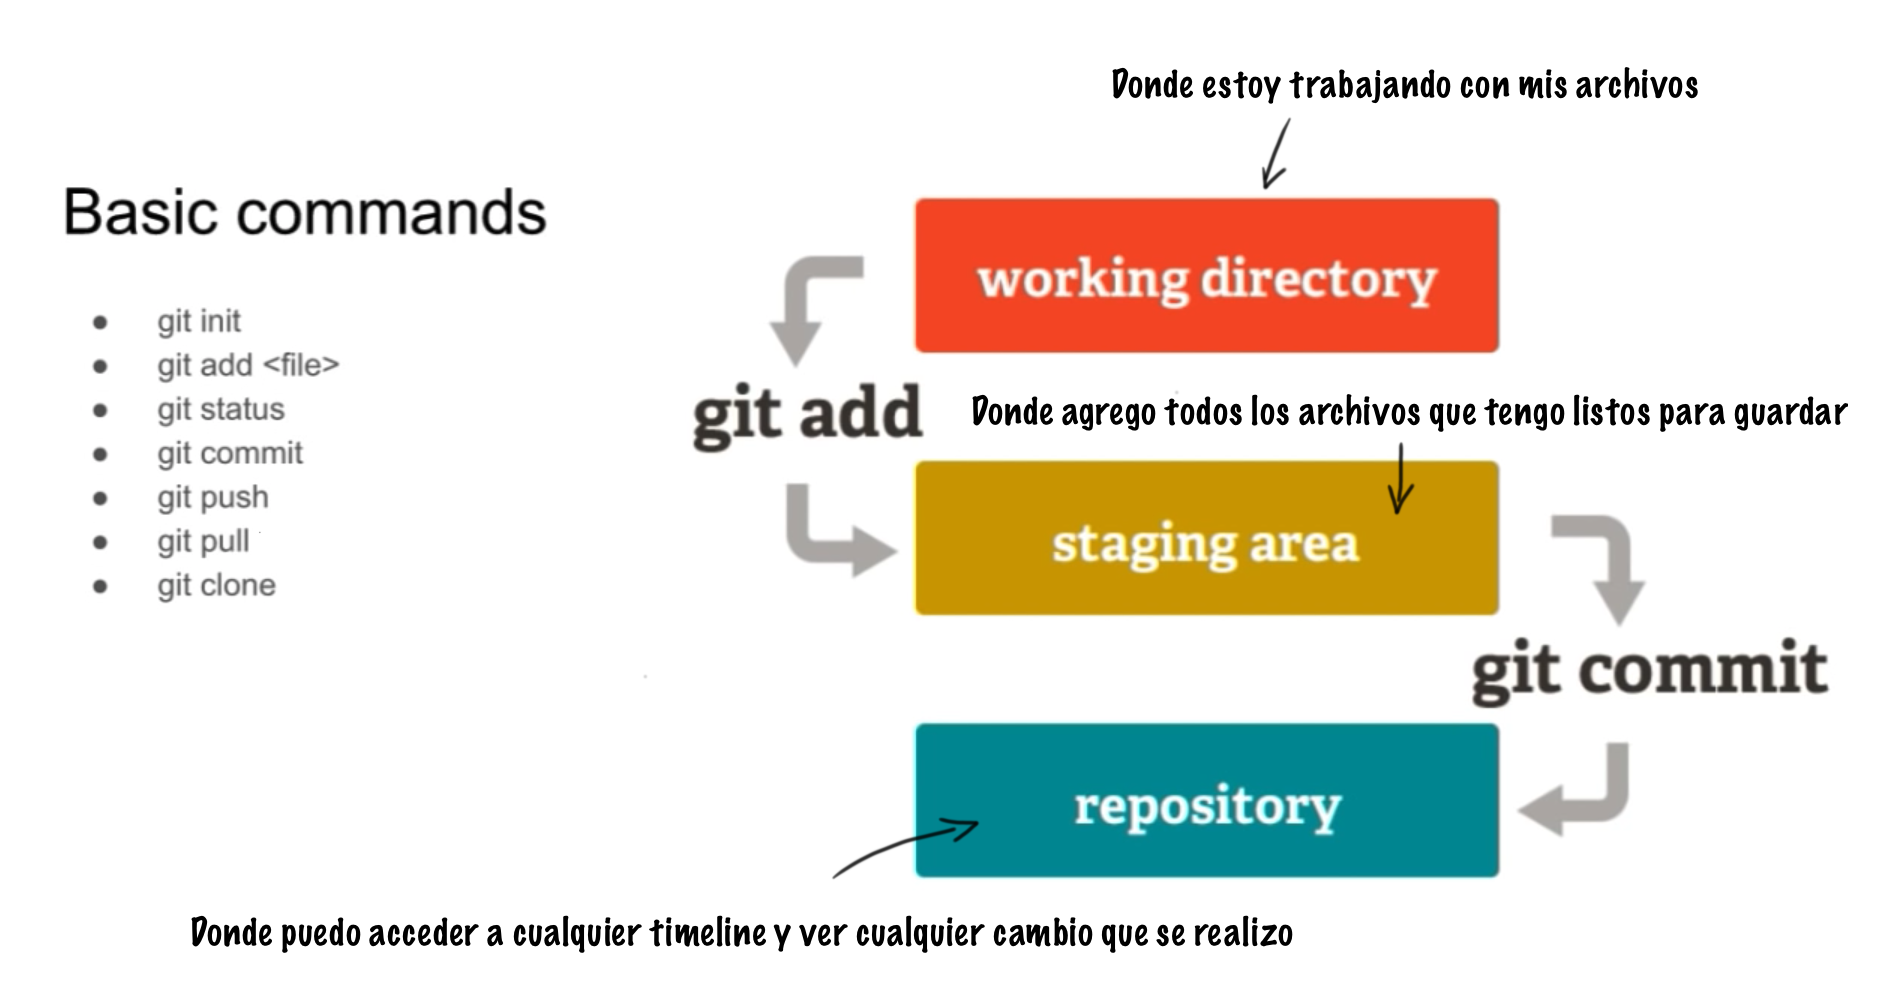 Donde estoy trabajando con mis archivos
Basic commands
git init
git add <file>
git status
git commit
git push
git pull
git clone
working directory
git add
Donde agrego todos los archivos que tengo listos para guardar
staging area
git commit
repository
Donde puedo acceder a cualquier timeline y ver cualquier cambio que se realizo